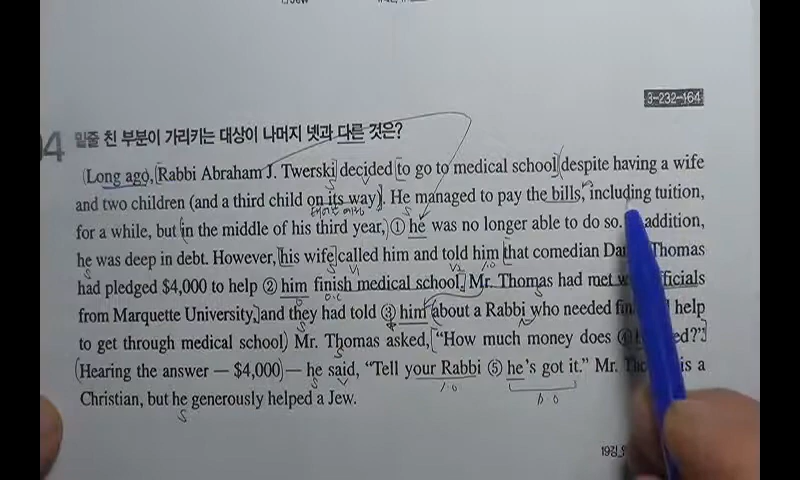 3-232-164
04 밑줄 친 부분이 가리키는 대상이 나머지 넷과 다른 것은?
(Long ago), [Rabbi Abraham J. Twerski] decided [to go to medical school] (despite having a wife
and two children (and a third child on its way]. He managed to pay the bills, including tuition,
for a while, but (in the middle of his third year,) ① he was no longer able to do so. addition,
he was deep in debt. However, [his wife] called him and told him [that comedian Thomas
had pledged $4,000 to help ② him finish medical school.] Mr. Thomas had met
from Marquette University,] and they had told ③ him (about a Rabbi who needed help
to get through medical school) Mr. Thomas asked, ["How much money does ④
(Hearing the answer — $4,000) — he said, "Tell your Rabbi ⑤ he's got it." Mr. is a
Christian, but he generously helped a Jew.